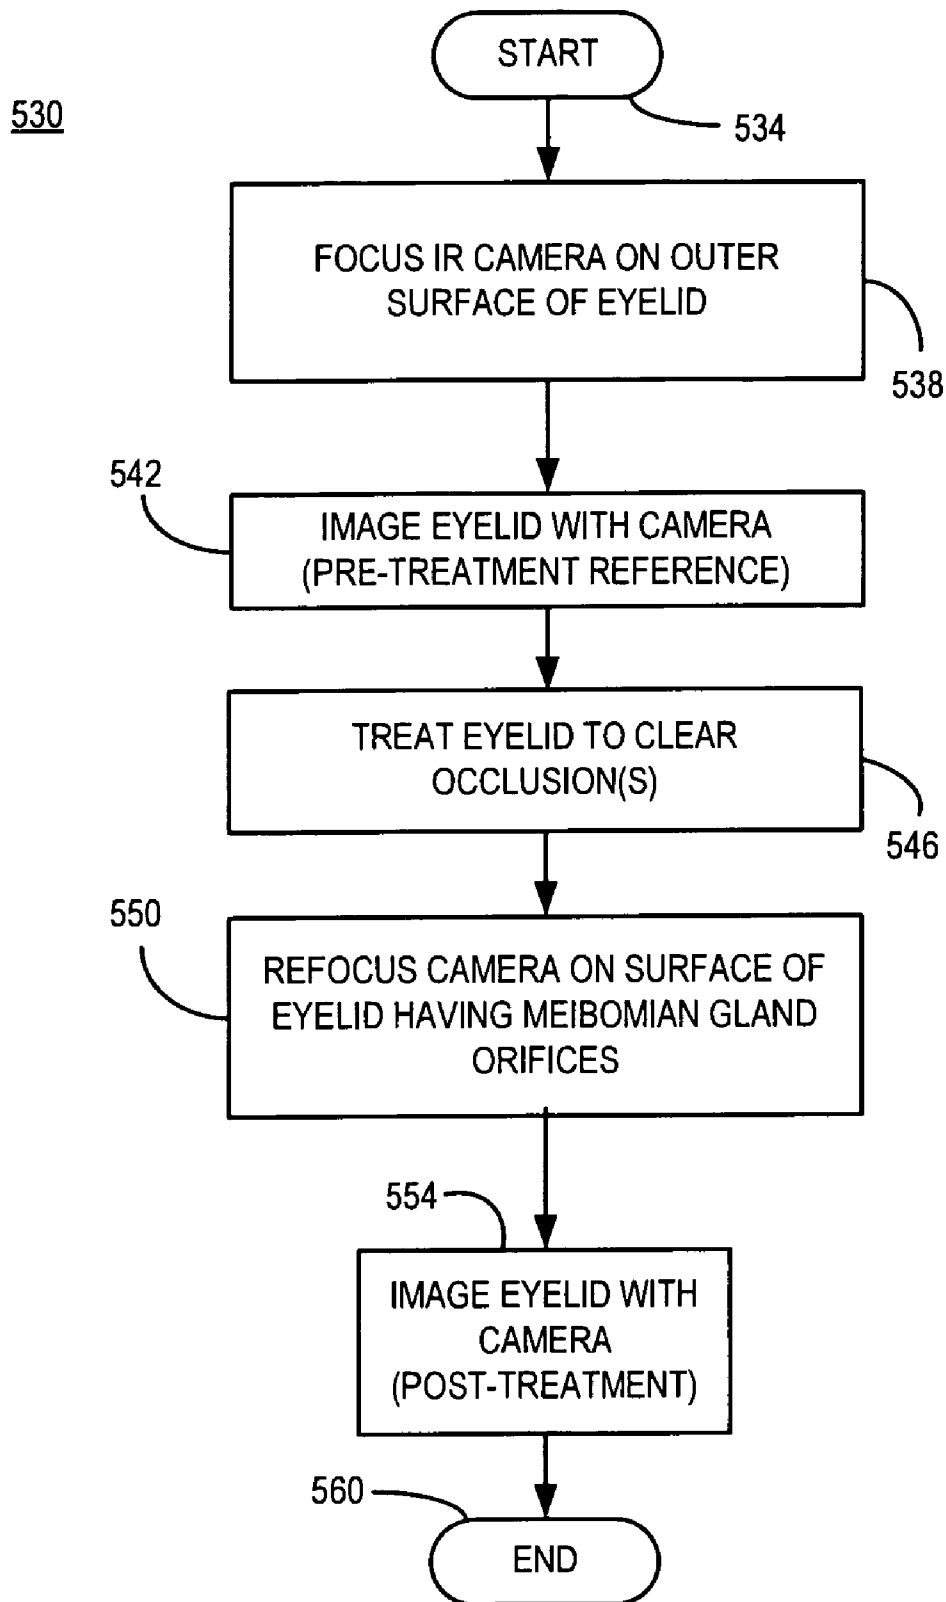 START
530
534
FOCUS IR CAMERA ON OUTER
SURFACE OF EYELID
538
542
IMAGE EYELID WITH CAMERA
(PRE-TREATMENT REFERENCE)
TREAT EYELID TO CLEAR
OCCLUSION(S)
546
550
REFOCUS CAMERA ON SURFACE OF
EYELID HAVING MEIBOMIAN GLAND
ORIFICES
554
IMAGE EYELID WITH
CAMERA
(POST-TREATMENT)
560
END